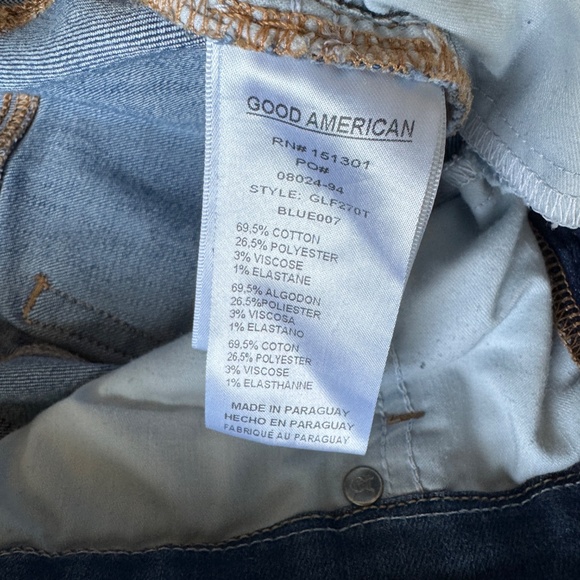 GOOD AMERICAN
RN# 151301
PO#
08024-94
STYLE: GLF270T
BLUE007
69,5% COTTON
26,5% POLYESTER
3% VISCOSE
1% ELASTANE
69,5% ALGODON
26,5%POLIESTER
3% VISCOSA
1% ELASTANO
69,5% COTON
26,5% POLYESTER
3% VISCOSE
1% ELASTHANNE
MADE IN PARAGUAY
HECHO EN PARAGUAY
FABRIQUÉ AU PARAGUAY